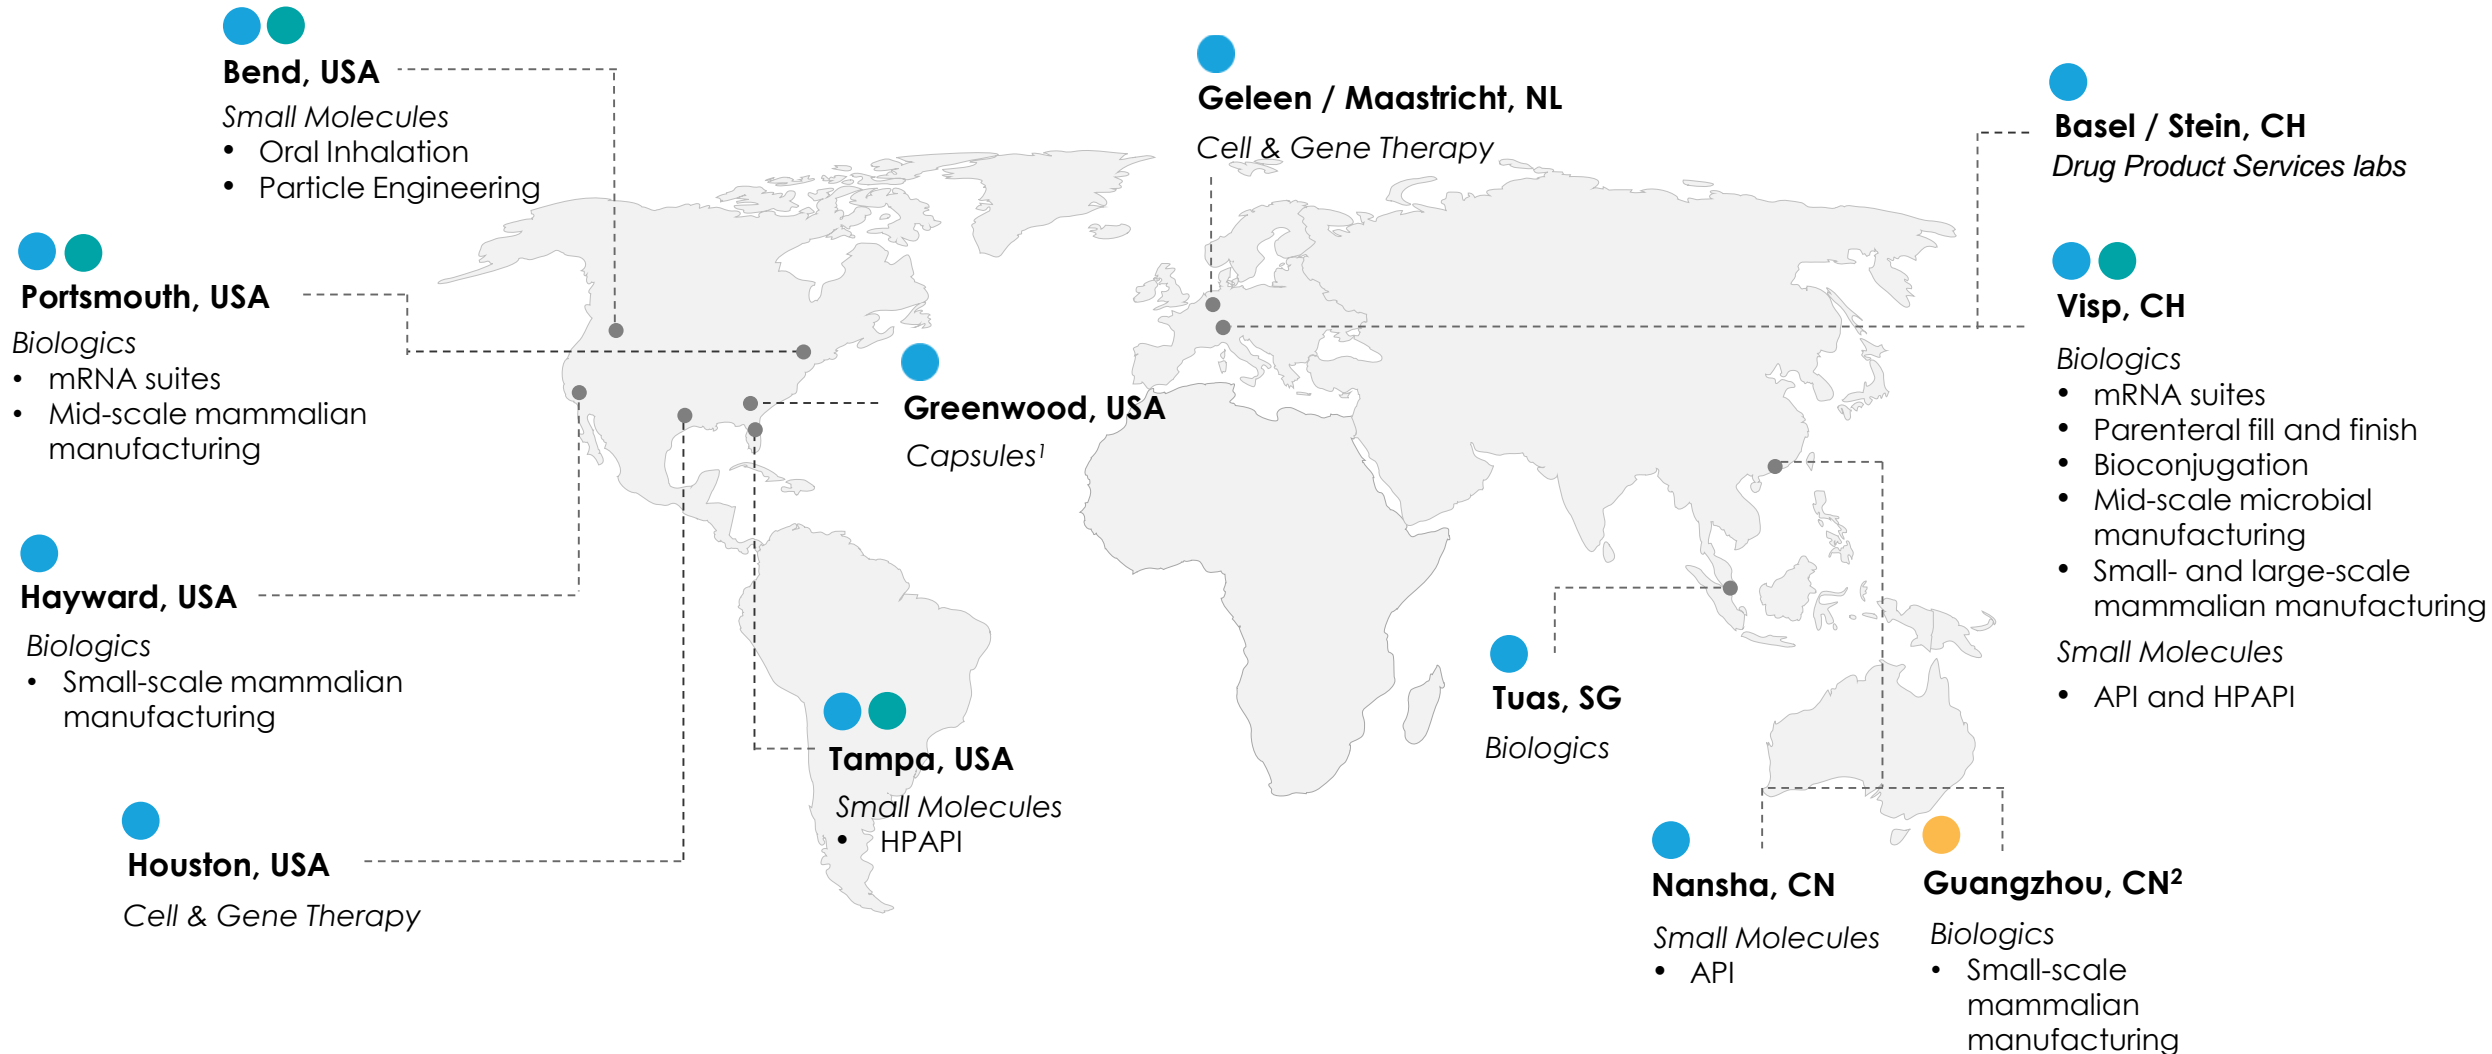 Bend, USA
Small Molecules
• Oral Inhalation
• Particle Engineering
Portsmouth, USA
Biologics
• mRNA suites
• Mid-scale mammalian
manufacturing
Hayward, USA
Biologics
• Small-scale mammalian
manufacturing
Houston, USA
Cell & Gene Therapy
Greenwood, USA
Capsules¹
Tampa, USA
Small Molecules
• HPAPI
Geleen / Maastricht, NL
Cell & Gene Therapy
Basel / Stein, CH
Drug Product Services labs
Visp, CH
Biologics
• mRNA suites
• Parenteral fill and finish
• Bioconjugation
• Mid-scale microbial
manufacturing
• Small- and large-scale
mammalian manufacturing
Small Molecules
• API and HPAPI
Tuas, SG
Biologics
Nansha, CN
Small Molecules
• API
Guangzhou, CN²
Biologics
• Small-scale
mammalian
manufacturing